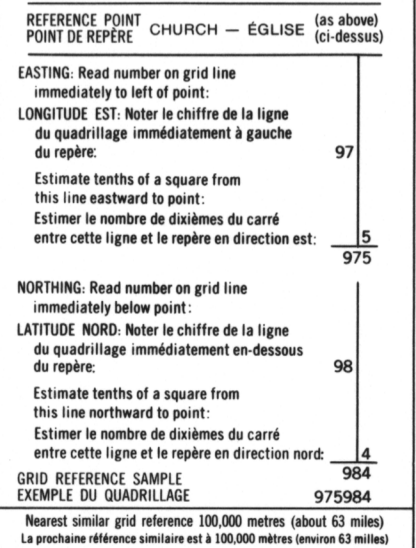 REFERENCE POINT
POINT DE REPÈRE CHURCH — ÉGLISE (as above)
(ci-dessus)
EASTING: Read number on grid line
immediately to left of point:
LONGITUDE EST: Noter le chiffre de la ligne
du quadrillage immédiatement à gauche
du repère: 97
Estimate tenths of a square from
this line eastward to point:
Estimer le nombre de dixièmes du carré
entre cette ligne et le repère en direction est: 5
975
NORTHING: Read number on grid line
immediately below point:
LATITUDE NORD: Noter le chiffre de la ligne
du quadrillage immédiatement en-dessous
du repère: 98
Estimate tenths of a square from
this line northward to point:
Estimer le nombre de dixièmes du carré
entre cette ligne et le repère en direction nord: 4
984
GRID REFERENCE SAMPLE
EXEMPLE DU QUADRILLAGE 975984
Nearest similar grid reference 100,000 metres (about 63 miles)
La prochaine référence similaire est à 100,000 mètres (environ 63 milles)